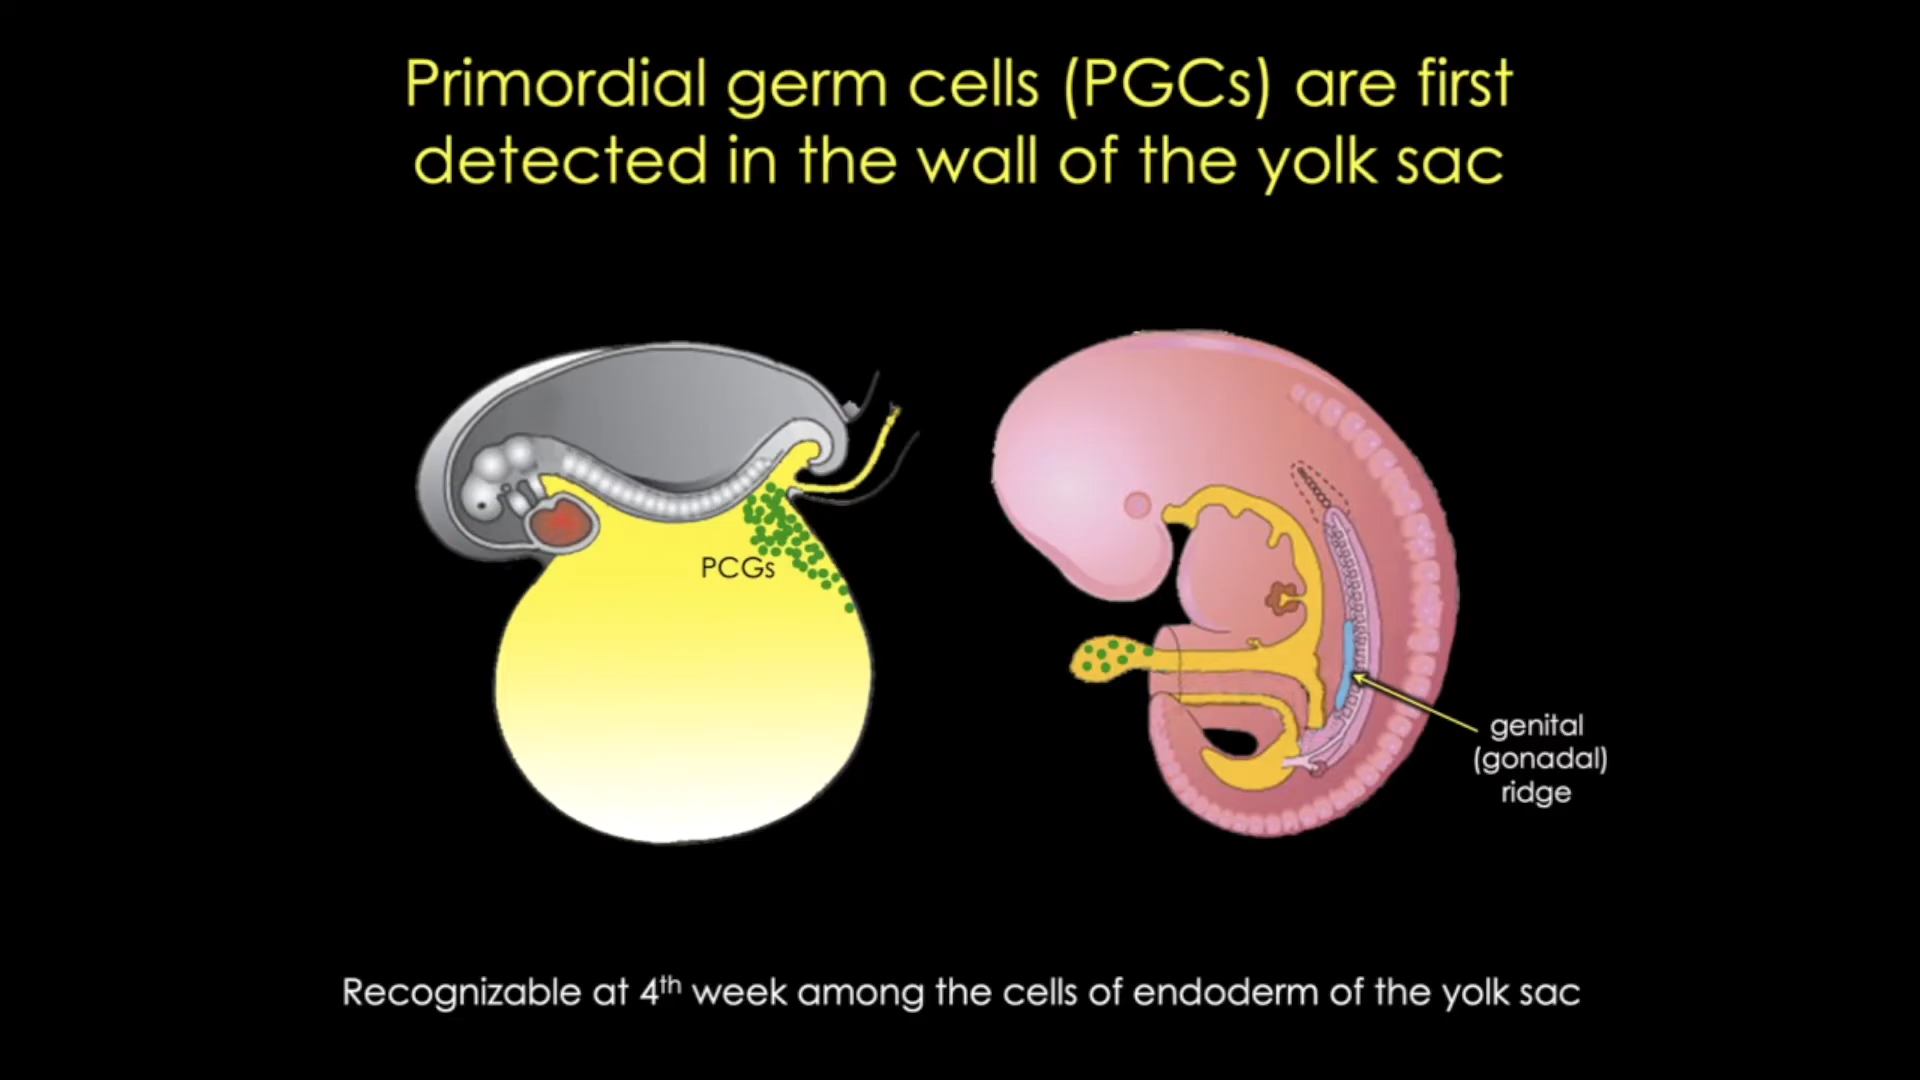 Primordial germ cells (PGCs) are first
detected in the wall of the yolk sac
PCGs
genital
(gonadal)
ridge
Recognizable at 4th week among the cells of endoderm of the yolk sac